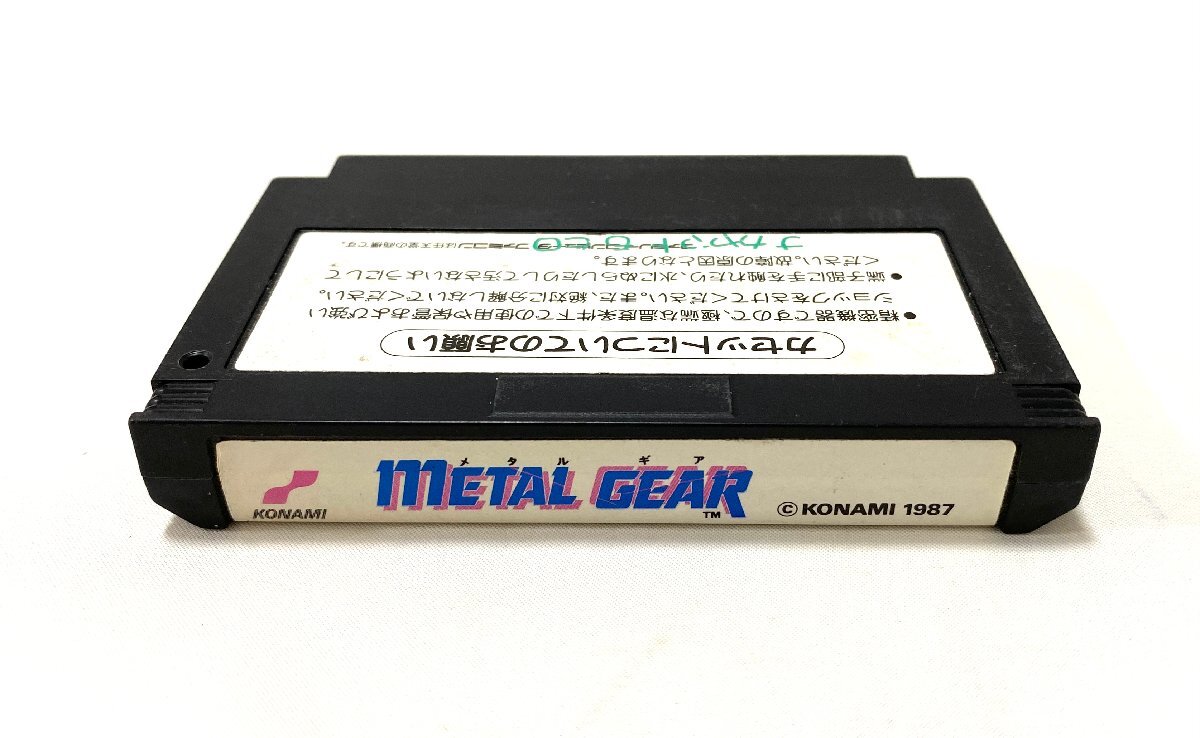 カセットについてのお願い
●精密機器ですので、極端な温度条件下での使用や保管および強い
ショックをさけてください。また、絶対に分解しないでください。
●端子部に手を触れたり、水にぬらしたりして汚さないようにして
ください。故障の原因となります。
ファミリーコンピュータ ファミコンは任天堂の商標です。
メタル ギア
METAL GEAR™
KONAMI
©KONAMI 1987